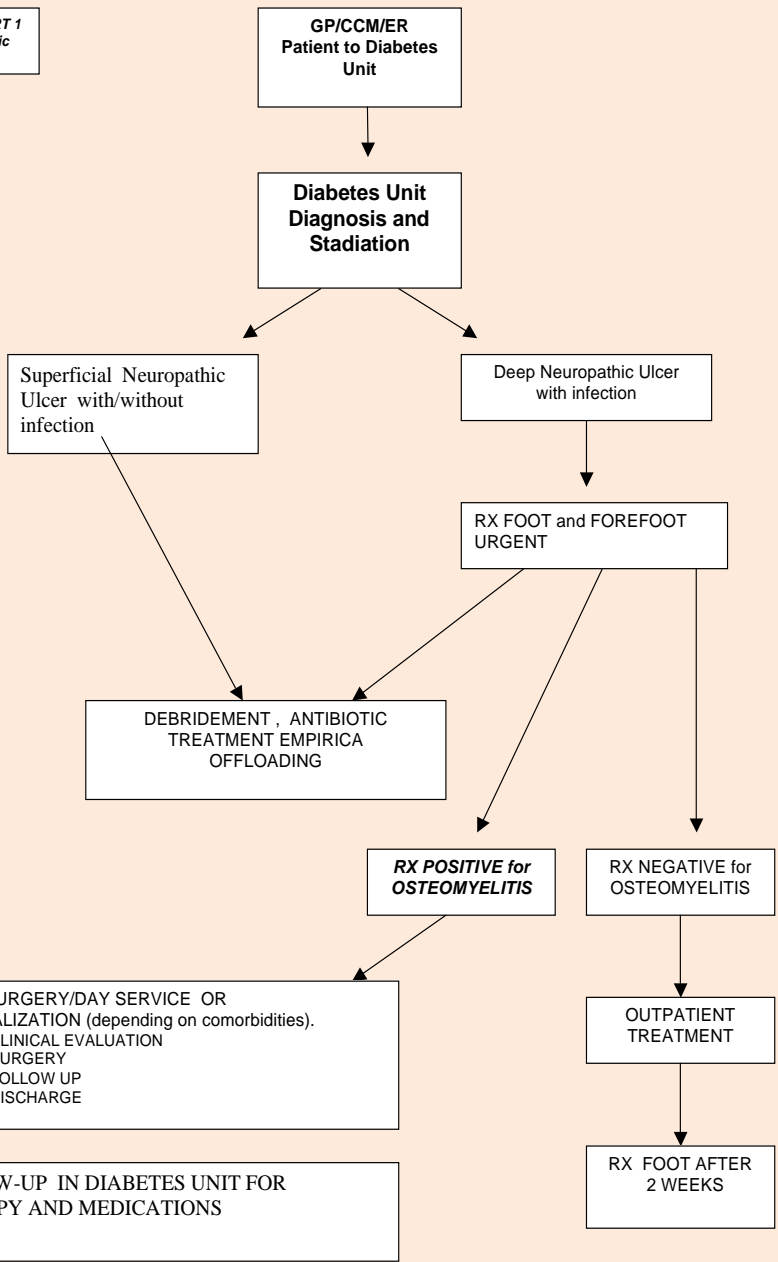 1
GP/CCM/ER
Patient to Diabetes
Unit
Diabetes Unit
Diagnosis and
Stadiation
Superficial Neuropathic
Ulcer with/without
infection
Deep Neuropathic Ulcer
with infection
RX FOOT and FOREFOOT
URGENT
DEBRIDEMENT , ANTIBIOTIC
TREATMENT EMPIRICA
OFFLOADING
RX POSITIVE for
OSTEOMYELITIS
RX NEGATIVE for
OSTEOMYELITIS
URGERY/DAY SERVICE OR
ALIZATION (depending on comorbidities).
LINICAL EVALUATION
URGERY
OLLOW UP
ISCHARGE
OUTPATIENT
TREATMENT
W-UP IN DIABETES UNIT FOR
PY AND MEDICATIONS
RX FOOT AFTER
2 WEEKS